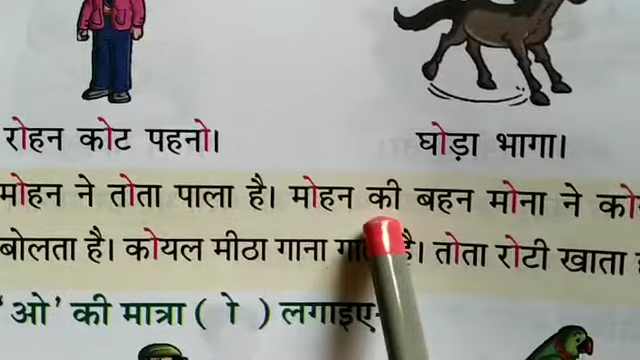 रोहन कोट पहनो। घोड़ा भागा।
मोहन ने तोता पाला है। मोहन की बहन मोना ने
बोलता है। कोयल मीठा गाना है। तोता रोटी खाता
'ओ' की मात्रा ( ो ) लगाइए-